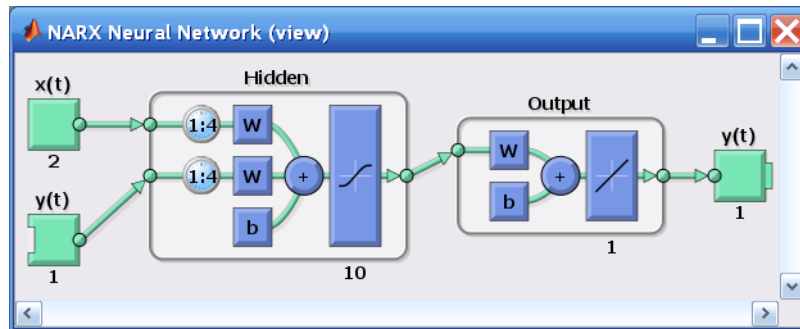 NARX Neural Network (view)
Hidden
x(t)
1:4
W
2
Output
y(t)
1:4
W
+
W
+
y(t)
b
b
1
1
10
1